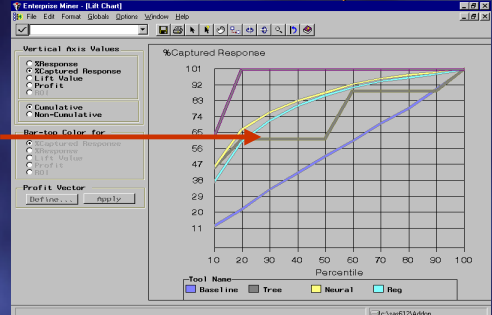 Enterprise Miner - [Lift Chart]
File Edit Format Globals Options Window Help
Vertical Axis Values
%Response
%Captured Response
Lift Value
Profit
ROI
Cumulative
Non-Cumulative
Bar-top Color for
%Captured Response
%Response
Lift Value
Profit
ROI
Profit Vector
Define... Apply
%Captured Response
101
92
83
74
65
56
47
38
29
20
11
10 20 30 40 50 60 70 80 90 100
Percentile
Tool Name
Baseline Tree Neural Reg
c:\sas612\Addon